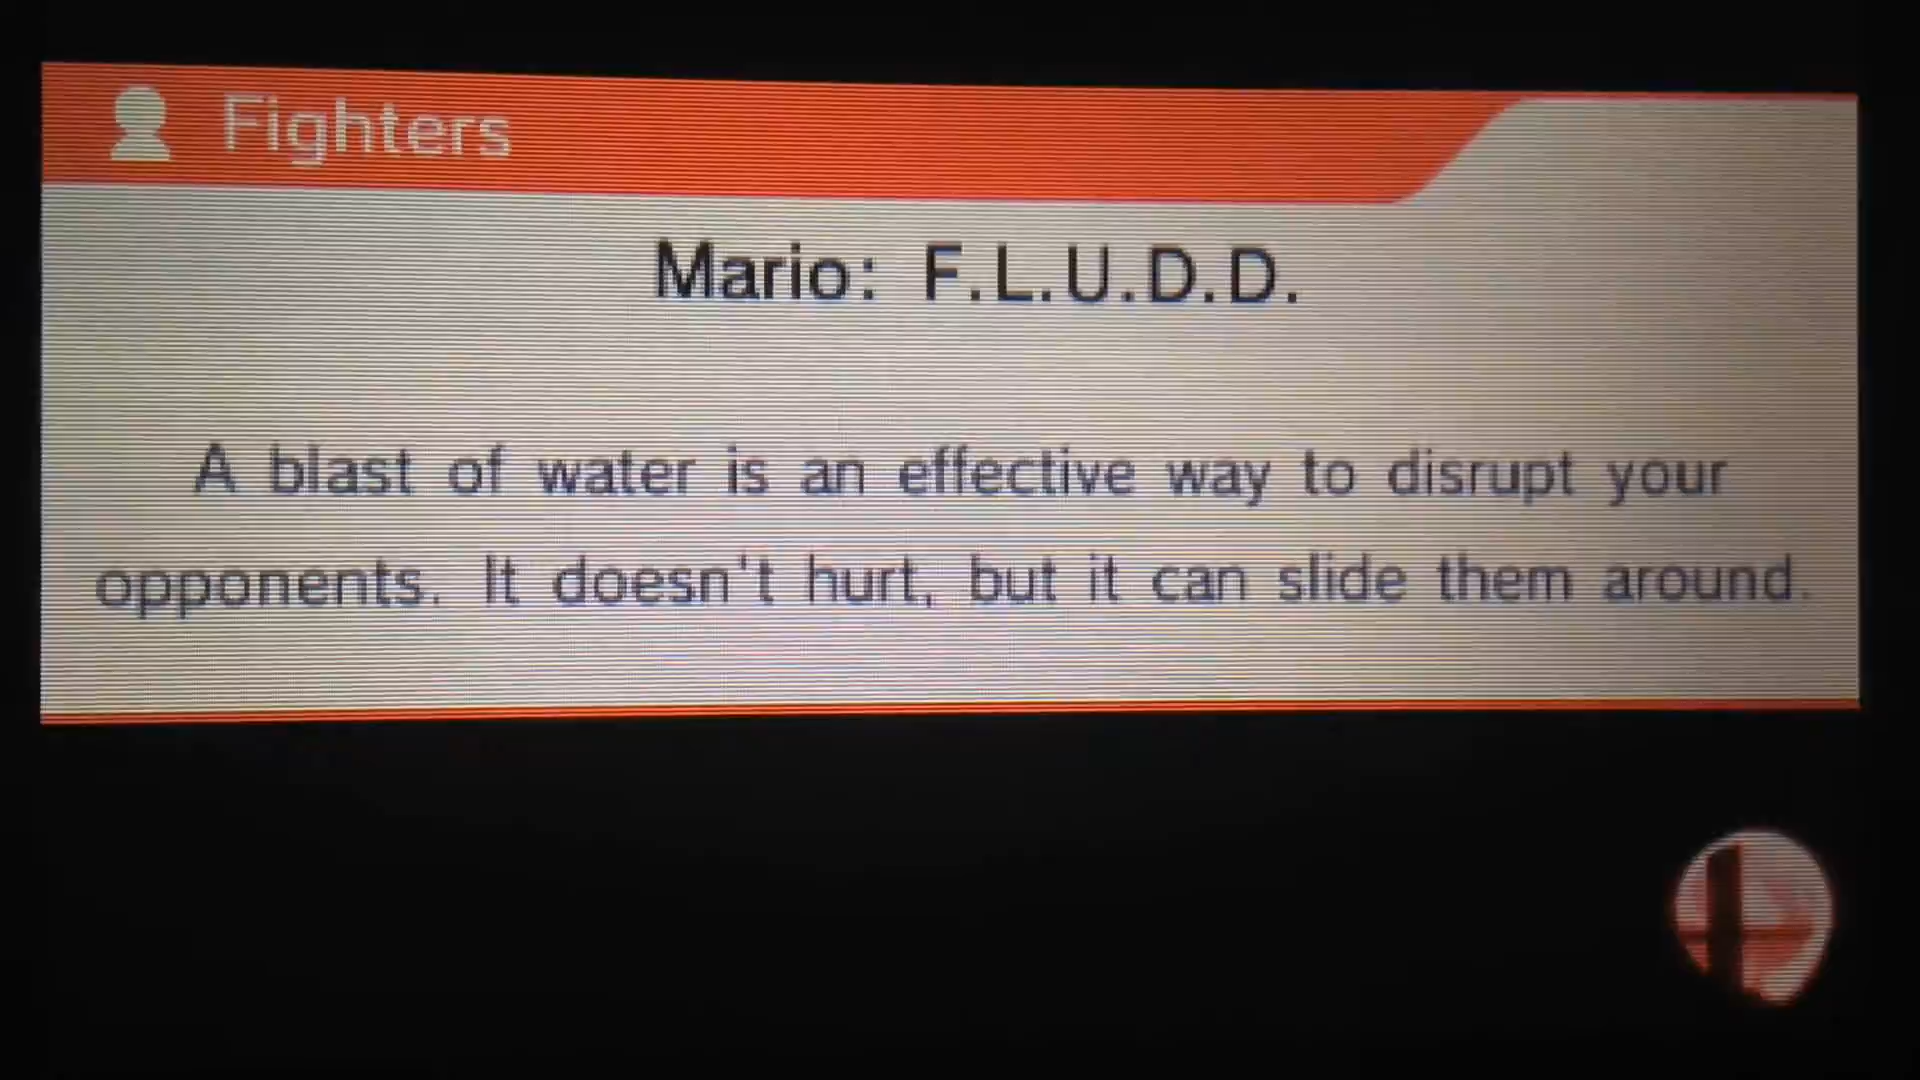 Fighters
Mario: F.L.U.D.D.
A blast of water is an effective way to disrupt your
opponents. It doesn't hurt, but it can slide them around.